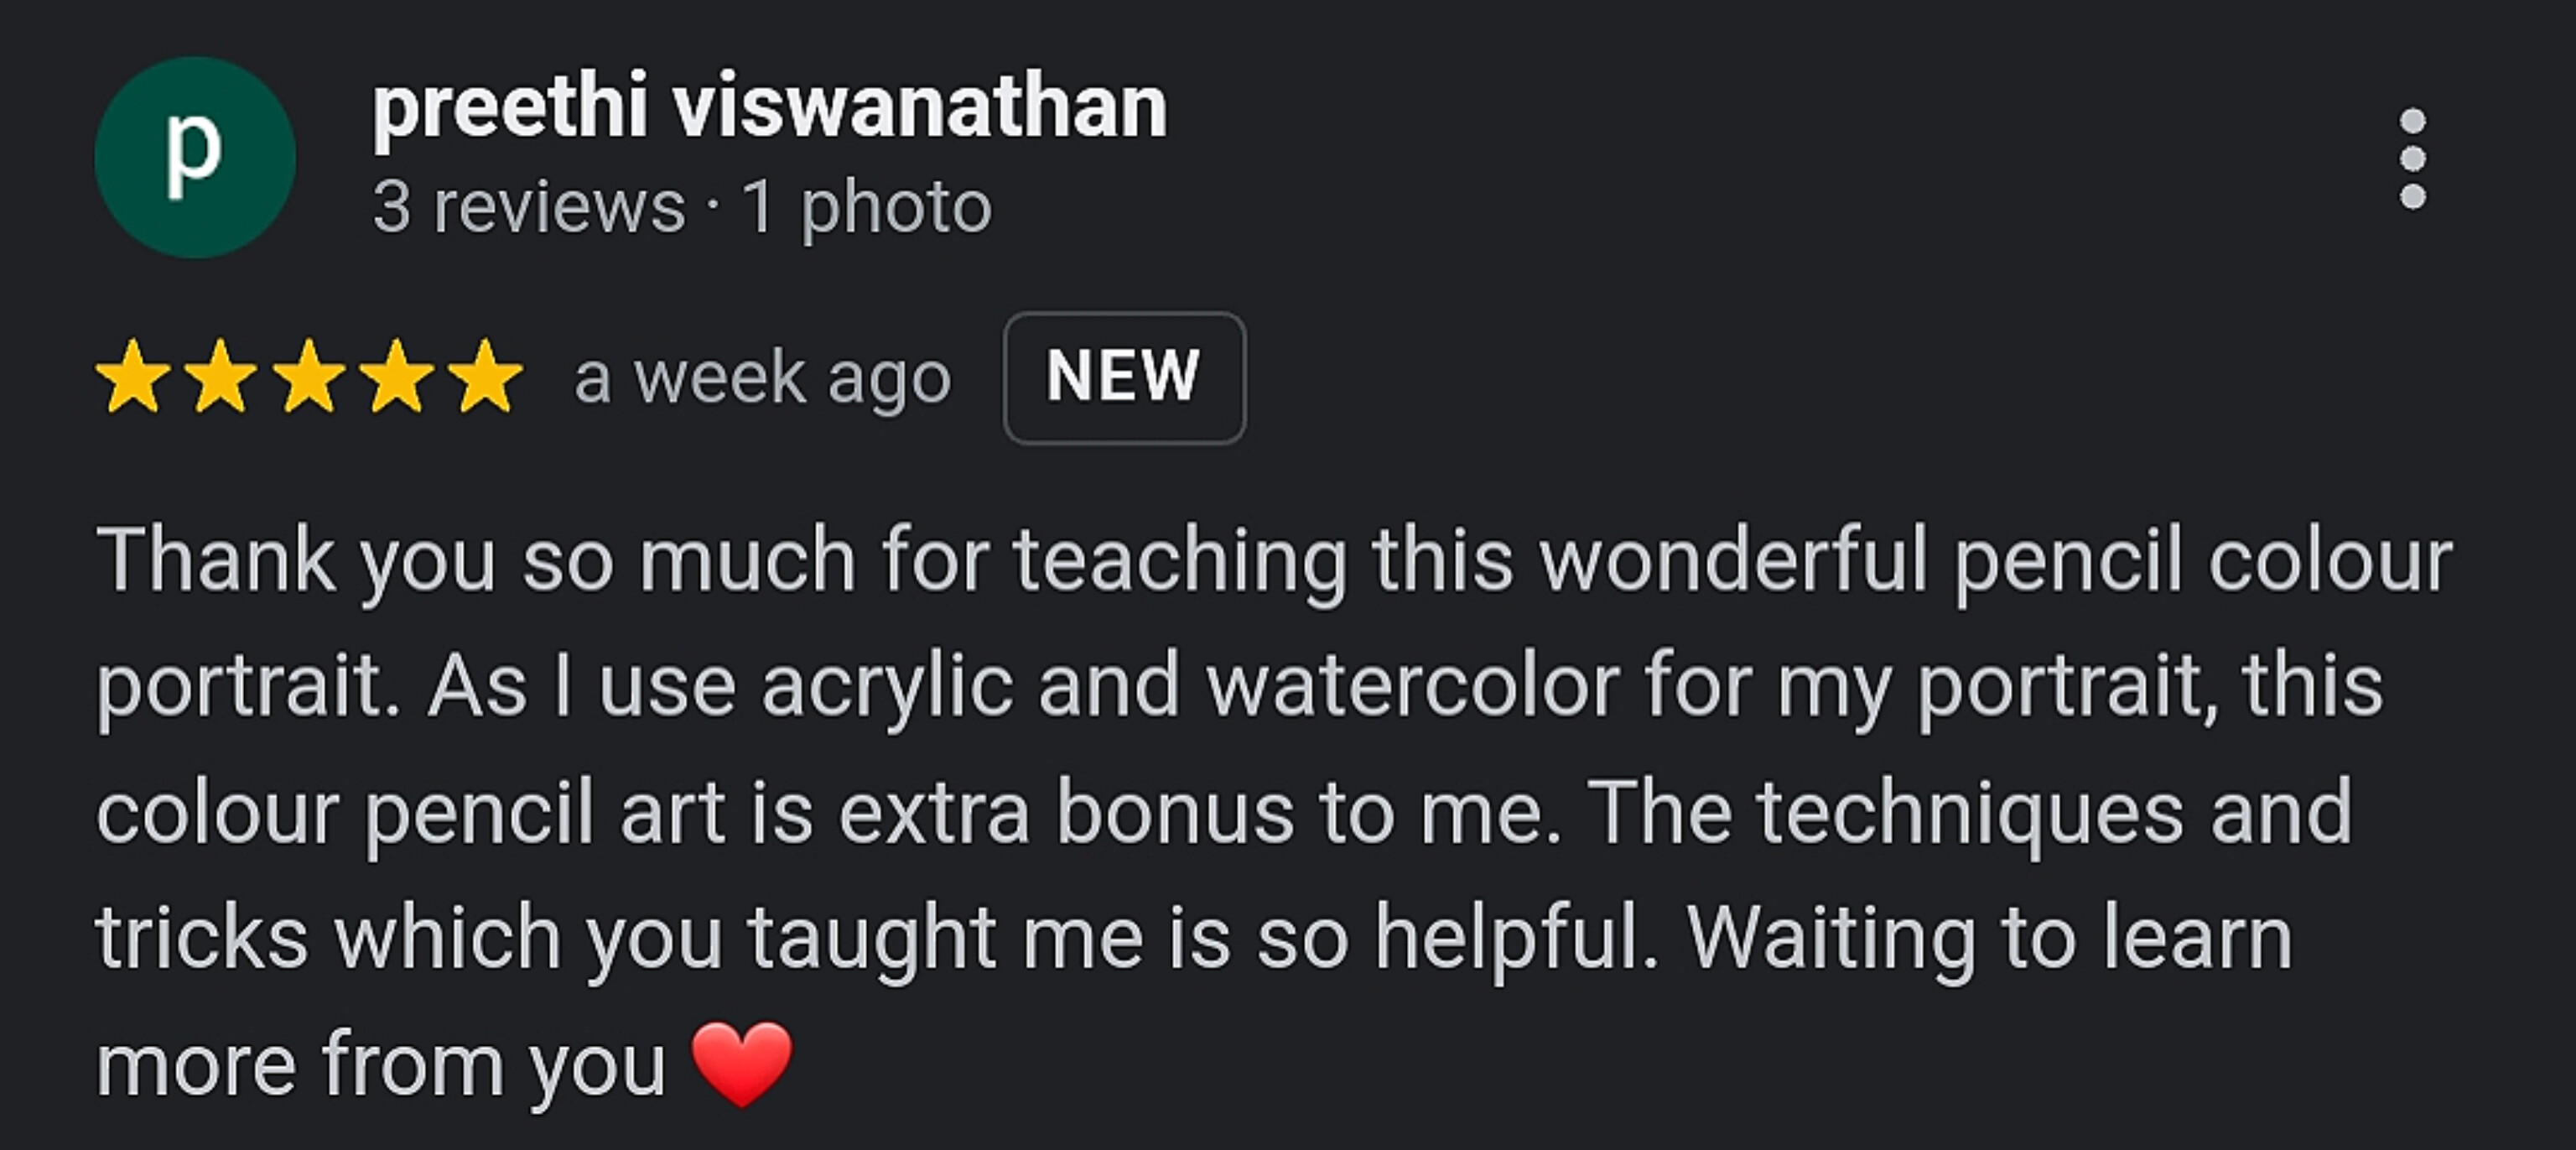 p
preethi viswanathan
3 reviews · 1 photo
a week ago NEW
Thank you so much for teaching this wonderful pencil colour
portrait. As I use acrylic and watercolor for my portrait, this
colour pencil art is extra bonus to me. The techniques and
tricks which you taught me is so helpful. Waiting to learn
more from you ❤️